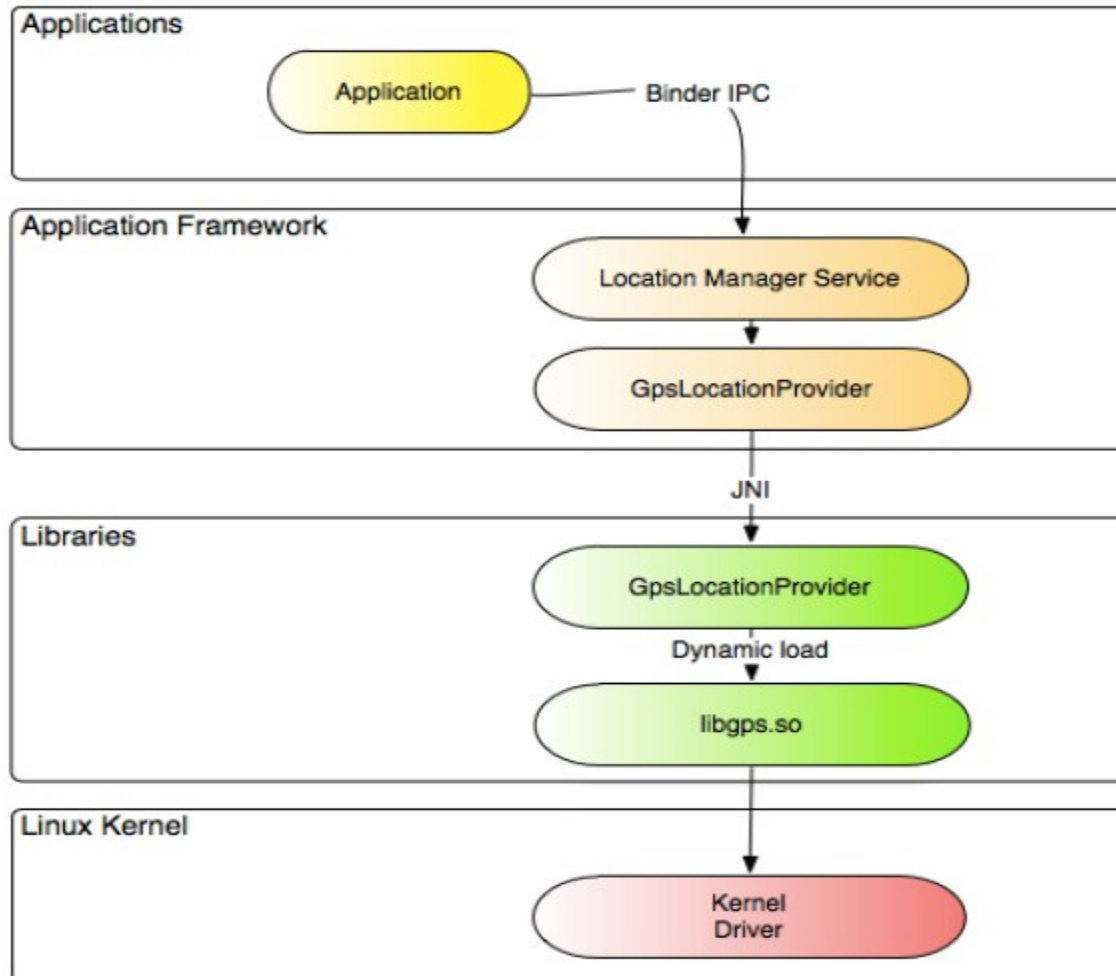 Applications
Application
Binder IPC
Application Framework
Location Manager Service
GpsLocationProvider
JNI
Libraries
GpsLocationProvider
Dynamic load
libgps.so
Linux Kernel
Kernel
Driver